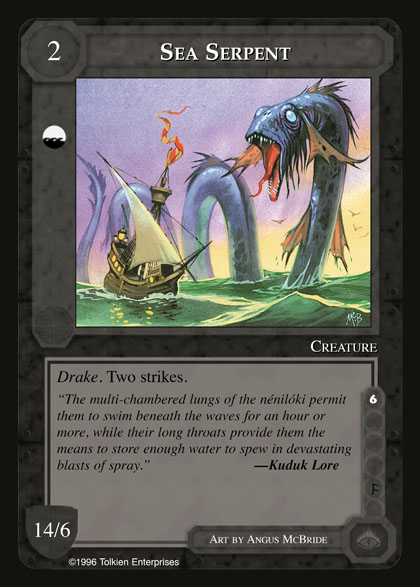 2
SEA SERPENT
McB
CREATURE
Drake. Two strikes.
“The multi-chambered lungs of the nénilóki permit
them to swim beneath the waves for an hour or
more, while their long throats provide them the
means to store enough water to spew in devastating
blasts of spray.” —Kuduk Lore
6
14/6
ART BY ANGUS MCBRIDE
©1996 Tolkien Enterprises